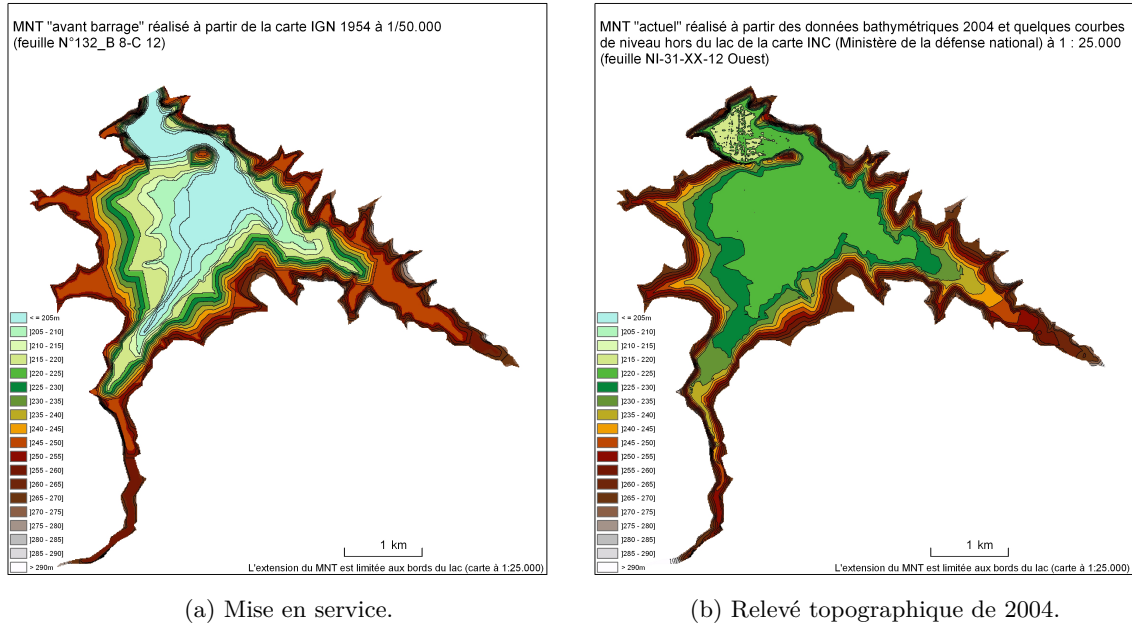 MNT "avant barrage" réalisé à partir de la carte IGN 1954 à 1/50.000
(feuille N°132_B 8-C 12)
< = 205m
]205 - 210]
]210 - 215]
]215 - 220]
]220 - 225]
]225 - 230]
]230 - 235]
]235 - 240]
]240 - 245]
]245 - 250]
]250 - 255]
]255 - 260]
]260 - 265]
]265 - 270]
]270 - 275]
]275 - 280]
]280 - 285]
]285 - 290]
> 290m
1 km
L'extension du MNT est limitée aux bords du lac (carte à 1:25.000)
(a) Mise en service.
MNT "actuel" réalisé à partir des données bathymétriques 2004 et quelques courbes
de niveau hors du lac de la carte INC (Ministère de la défense national) à 1 : 25.000
(feuille NI-31-XX-12 Ouest)
< = 205m
]205 - 210]
]210 - 215]
]215 - 220]
]220 - 225]
]225 - 230]
]230 - 235]
]235 - 240]
]240 - 245]
]245 - 250]
]250 - 255]
]255 - 260]
]260 - 265]
]265 - 270]
]270 - 275]
]275 - 280]
]280 - 285]
]285 - 290]
> 290m
1 km
L'extension du MNT est limitée aux bords du lac (carte à 1:25.000)
(b) Relevé topographique de 2004.